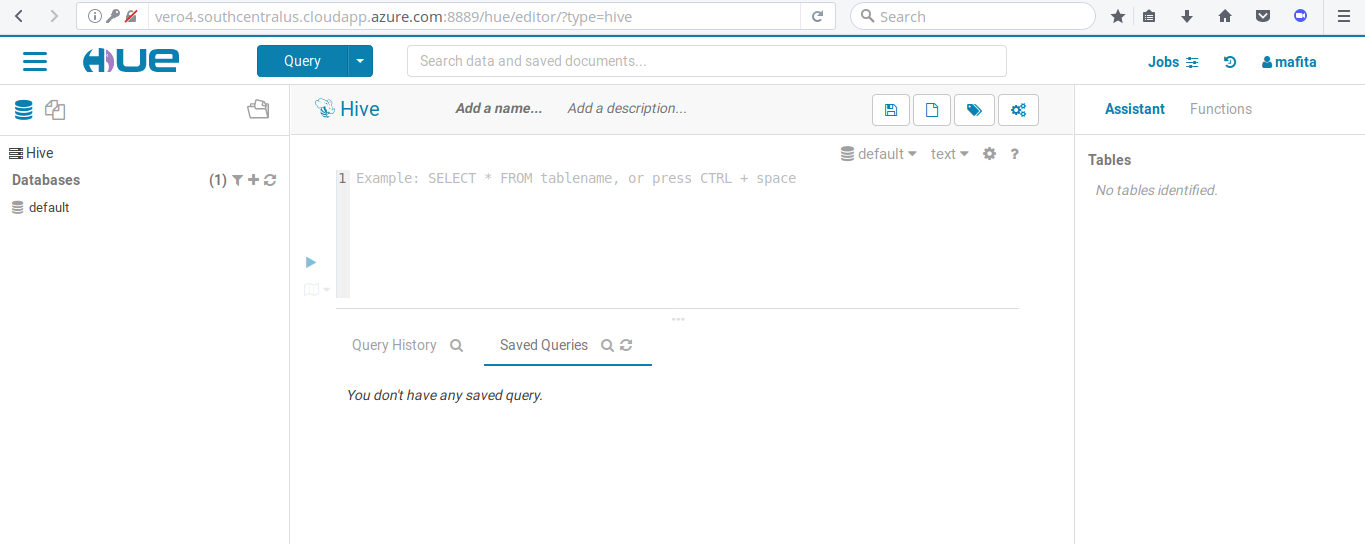 vero4.southcentralus.cloudapp.azure.com:8889/hue/editor/?type=hive
Search
HUE
Query
Search data and saved documents...
Jobs
mafita
Hive
Add a name...
Add a description...
Assistant
Functions
Hive
Databases
(1)
default
default
text
?
1
Example: SELECT * FROM tablename, or press CTRL + space
Tables
No tables identified.
Query History
Saved Queries
You don't have any saved query.